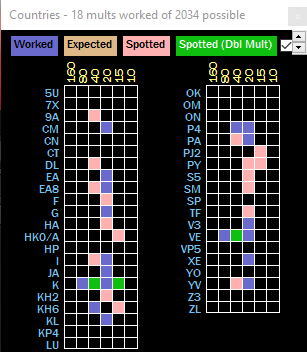 Countries - 18 mults worked of 2034 possible
Worked Expected Spotted Spotted (Dbl Mult)
160 80 40 20 15 10
5U
7X
9A
CM
CN
CT
DL
EA
EA8
F
G
HA
HK0/A
HP
I
JA
K
KH2
KH6
KL
KP4
LU
160 80 40 20 15 10
OK
OM
ON
P4
PA
PJ2
PY
S5
SM
SP
TF
V3
VE
VP5
XE
YO
YV
Z3
ZL